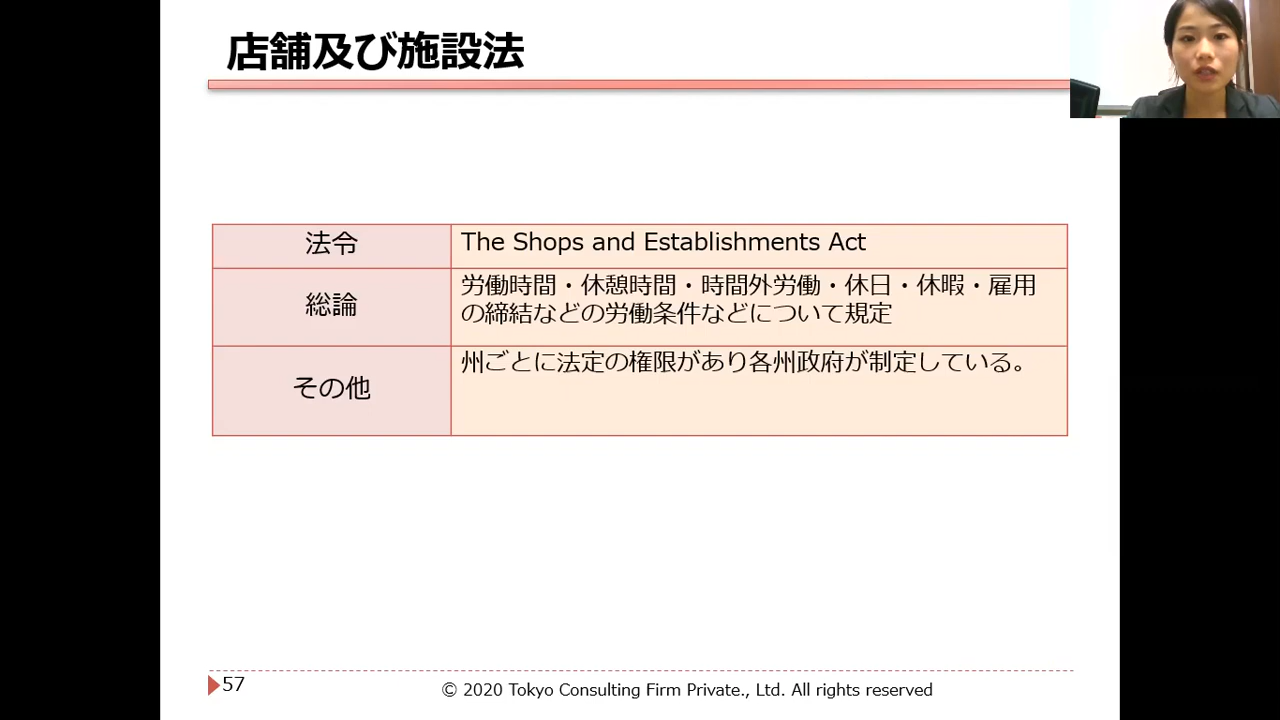 店舗及び施設法
法令
The Shops and Establishments Act
総論
労働時間・休憩時間・時間外労働・休日・休暇・雇用
の締結などの労働条件などについて規定
その他
州ごとに法定の権限があり各州政府が制定している。
57
© 2020 Tokyo Consulting Firm Private., Ltd. All rights reserved